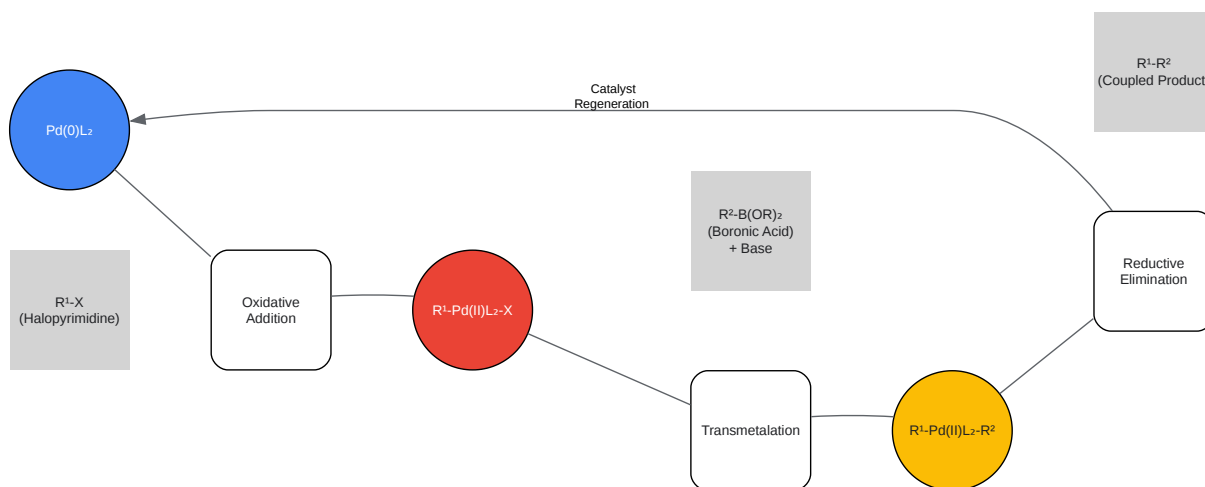 R¹-R²
(Coupled Product
Catalyst
Regeneration
Pd(0)L₂
R²-B(OR)₂
(Boronic Acid)
+ Base
Reductive
Elimination
R¹-X
(Halopyrimidine)
Oxidative
Addition
R¹-Pd(II)L₂-X
Transmetalation
R¹-Pd(II)L₂-R²